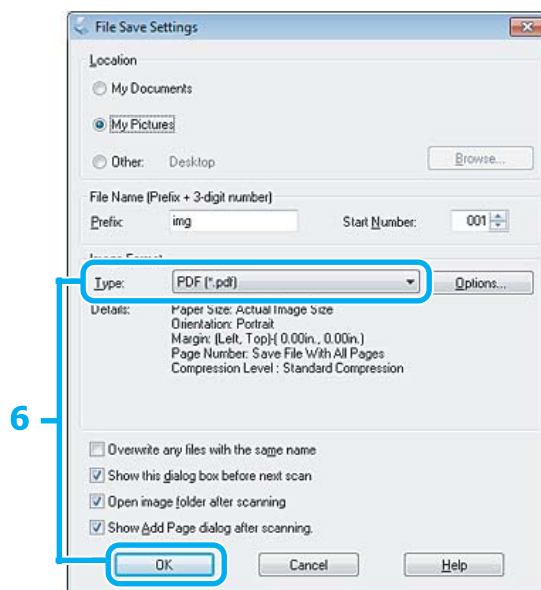 File Save Settings
Location
My Documents
My Pictures
Other: Desktop Browse...
File Name (Prefix + 3-digit number)
Prefix: img Start Number: 001
Image Format
Type: PDF (*.pdf) Options...
Details: Paper Size: Actual Image Size
Orientation: Portrait
Margin: (Left, Top)-( 0.00in., 0.00in.)
Page Number: Save File With All Pages
Compression Level : Standard Compression
6
Overwrite any files with the same name
Show this dialog box before next scan
Open image folder after scanning
Show Add Page dialog after scanning.
OK Cancel Help